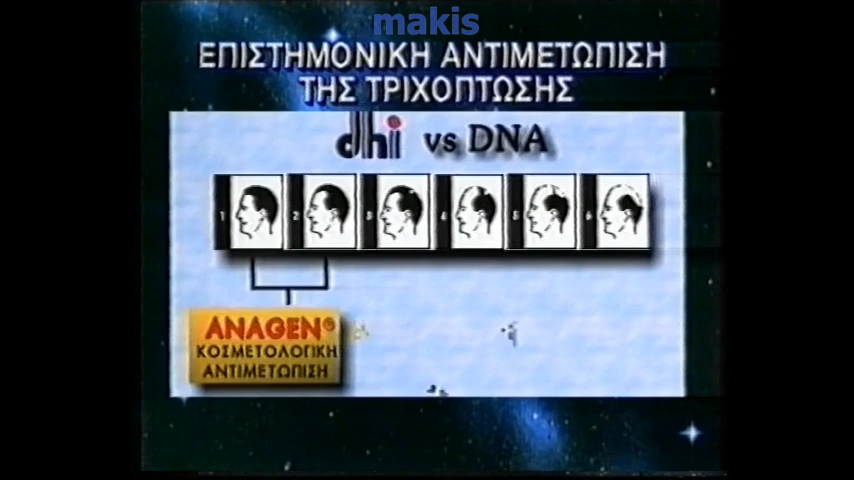 makis
ΕΠΙΣΤΗΜΟΝΙΚΗ ΑΝΤΙΜΕΤΩΠΙΣΗ
ΤΗΣ ΤΡΙΧΟΠΤΩΣΗΣ
dhi vs DNA
1 2 3 4 5 6
ANAGEN®
ΚΟΣΜΕΤΟΛΟΓΙΚΗ
ΑΝΤΙΜΕΤΩΠΙΣΗ